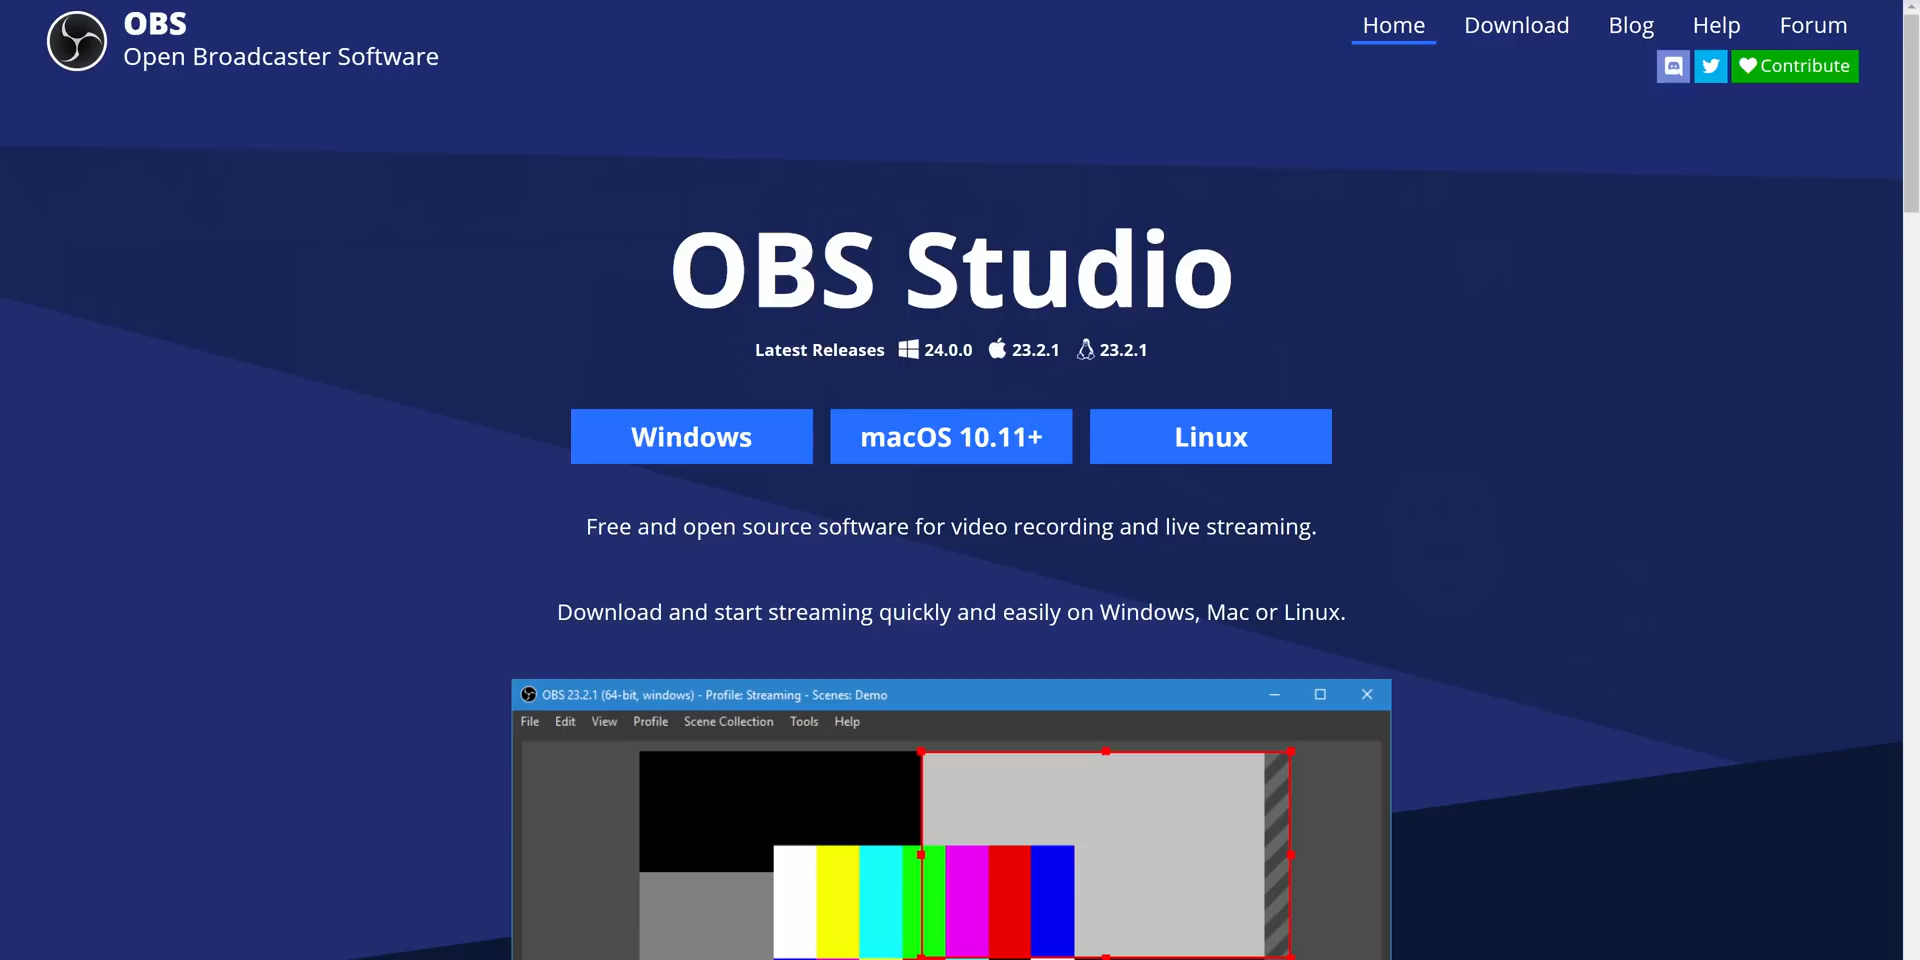 OBS
Open Broadcaster Software
Home Download Blog Help Forum
Contribute
OBS Studio
Latest Releases 24.0.0 23.2.1 23.2.1
Windows macOS 10.11+ Linux
Free and open source software for video recording and live streaming.
Download and start streaming quickly and easily on Windows, Mac or Linux.
OBS 23.2.1 (64-bit, windows) - Profile: Streaming - Scenes: Demo
File Edit View Profile Scene Collection Tools Help